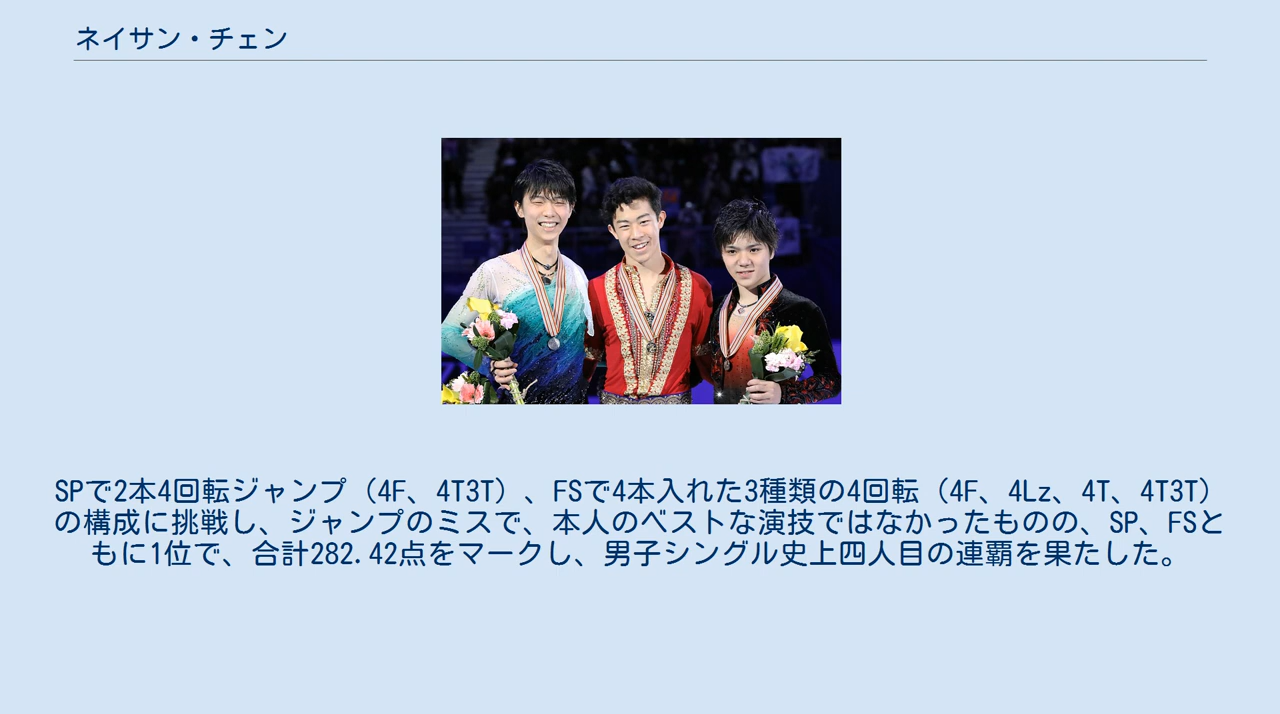 ネイサン・チェン
SPで2本4回転ジャンプ（4F、4T3T）、FSで4本入れた3種類の4回転（4F、4Lz、4T、4T3T）
の構成に挑戦し、ジャンプのミスで、本人のベストな演技ではなかったものの、SP、FSと
もに1位で、合計282.42点をマークし、男子シングル史上四人目の連覇を果たした。